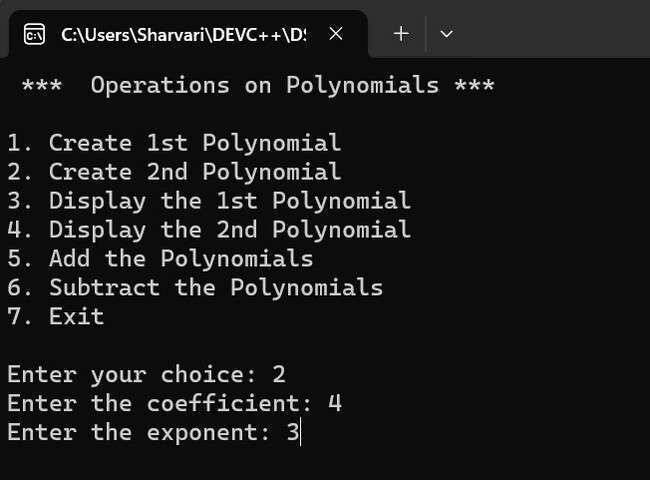 C:\Users\Sharvari\DEVC++\DS
*** Operations on Polynomials ***
1. Create 1st Polynomial
2. Create 2nd Polynomial
3. Display the 1st Polynomial
4. Display the 2nd Polynomial
5. Add the Polynomials
6. Subtract the Polynomials
7. Exit
Enter your choice: 2
Enter the coefficient: 4
Enter the exponent: 3